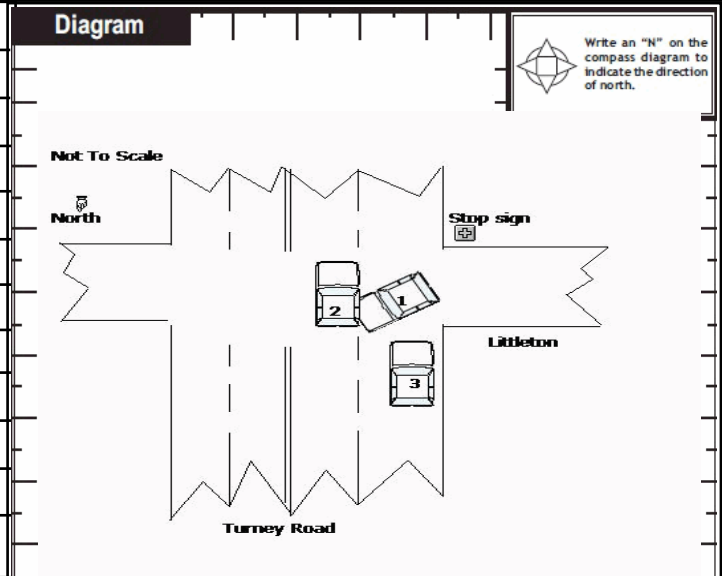 Diagram
Write an “N” on the
compass diagram to
indicate the direction
of north.
Not To Scale
North
Stop sign
1
2
Littleton
3
Turney Road